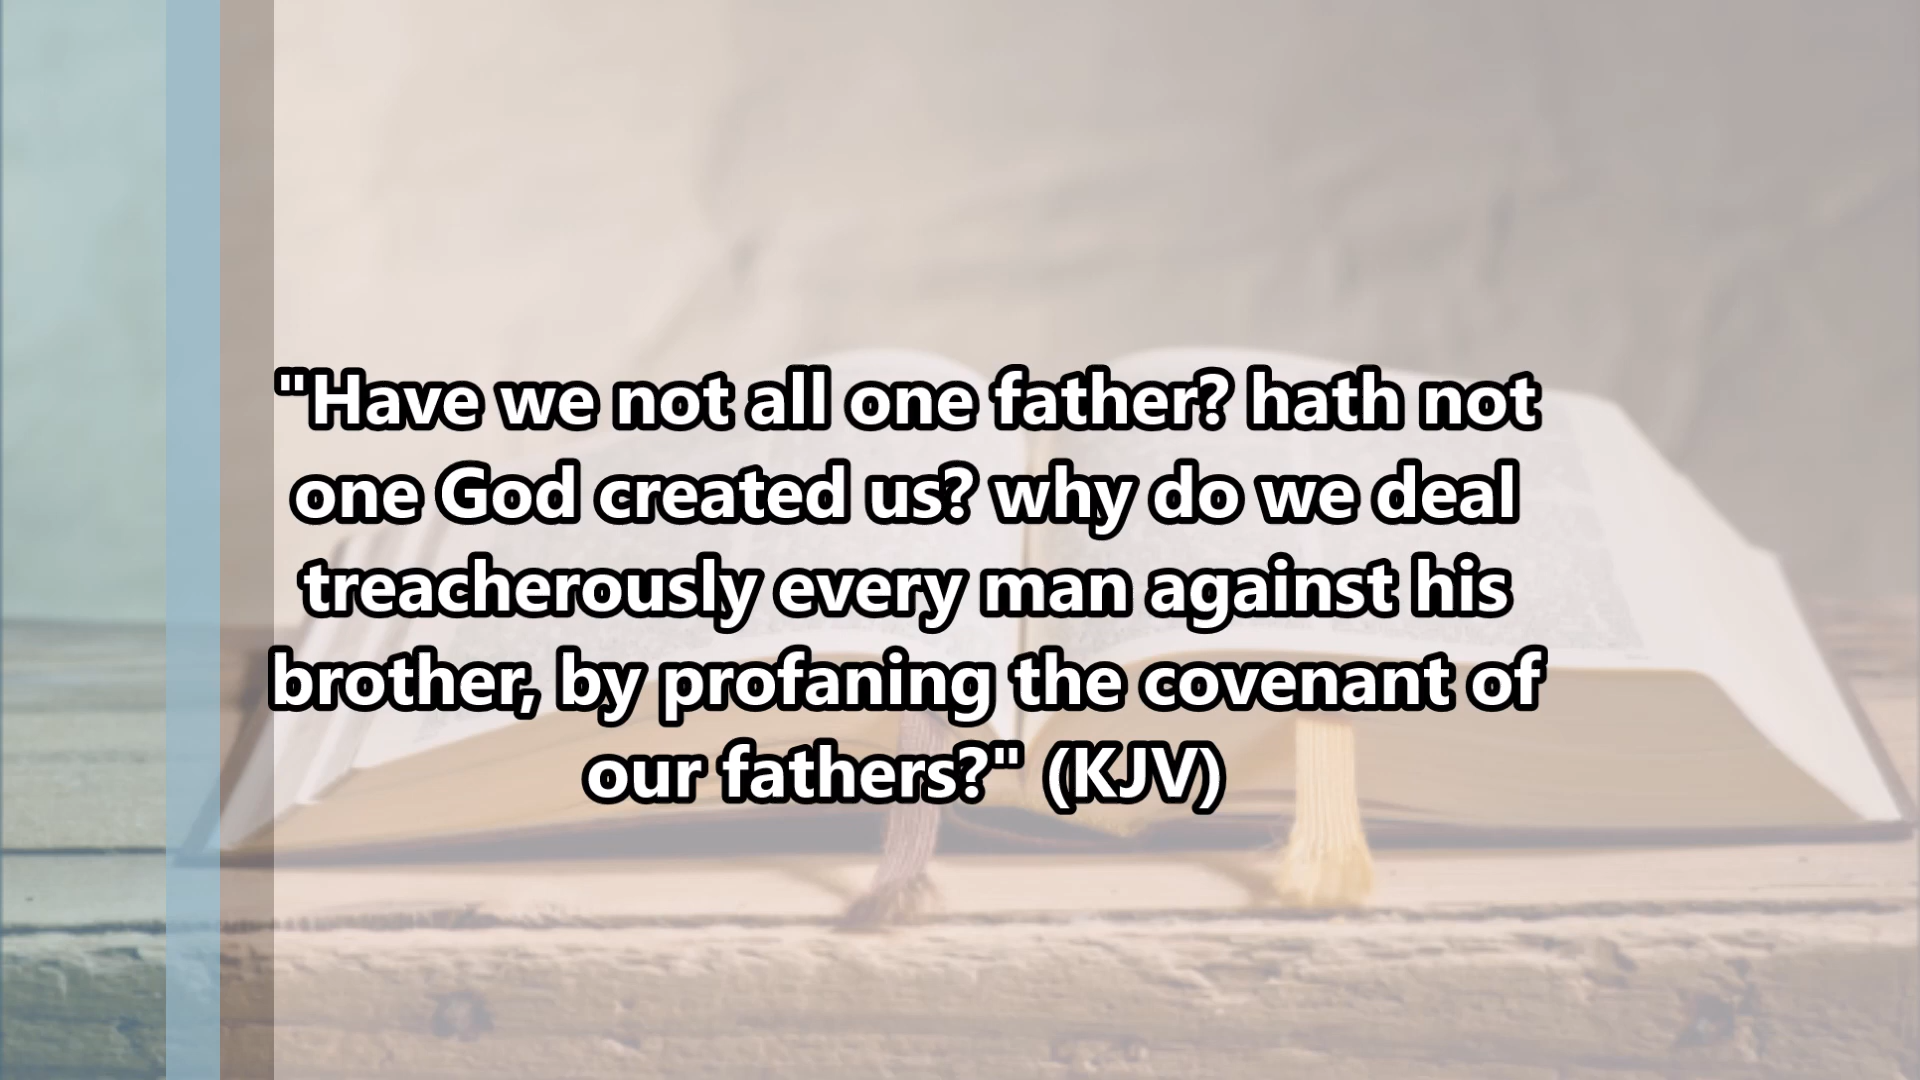 "Have we not all one father? hath not
one God created us? why do we deal
treacherously every man against his
brother, by profaning the covenant of
our fathers?" (KJV)